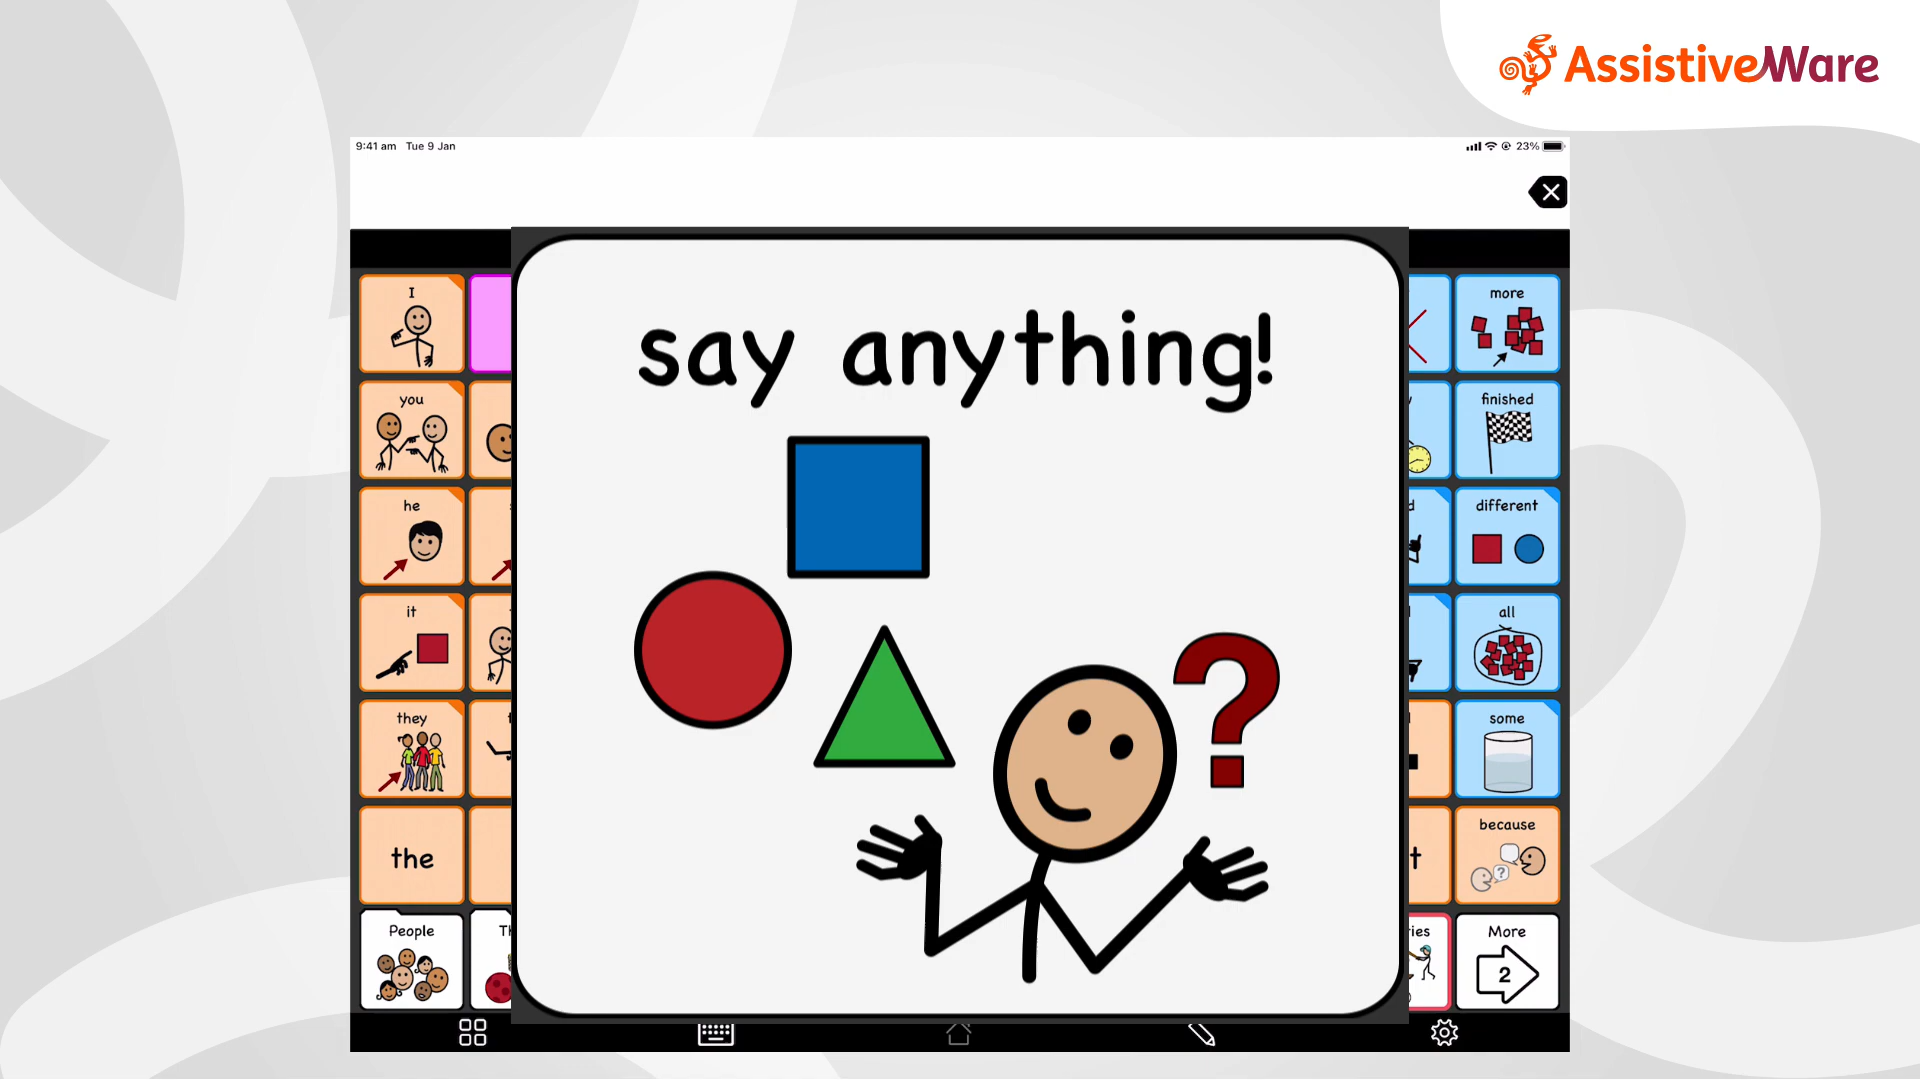 AssistiveWare
9:41 am Tue 9 Jan
23%
say anything!
I
more
you
finished
he
different
it
all
they
some
the
because
People
More
2